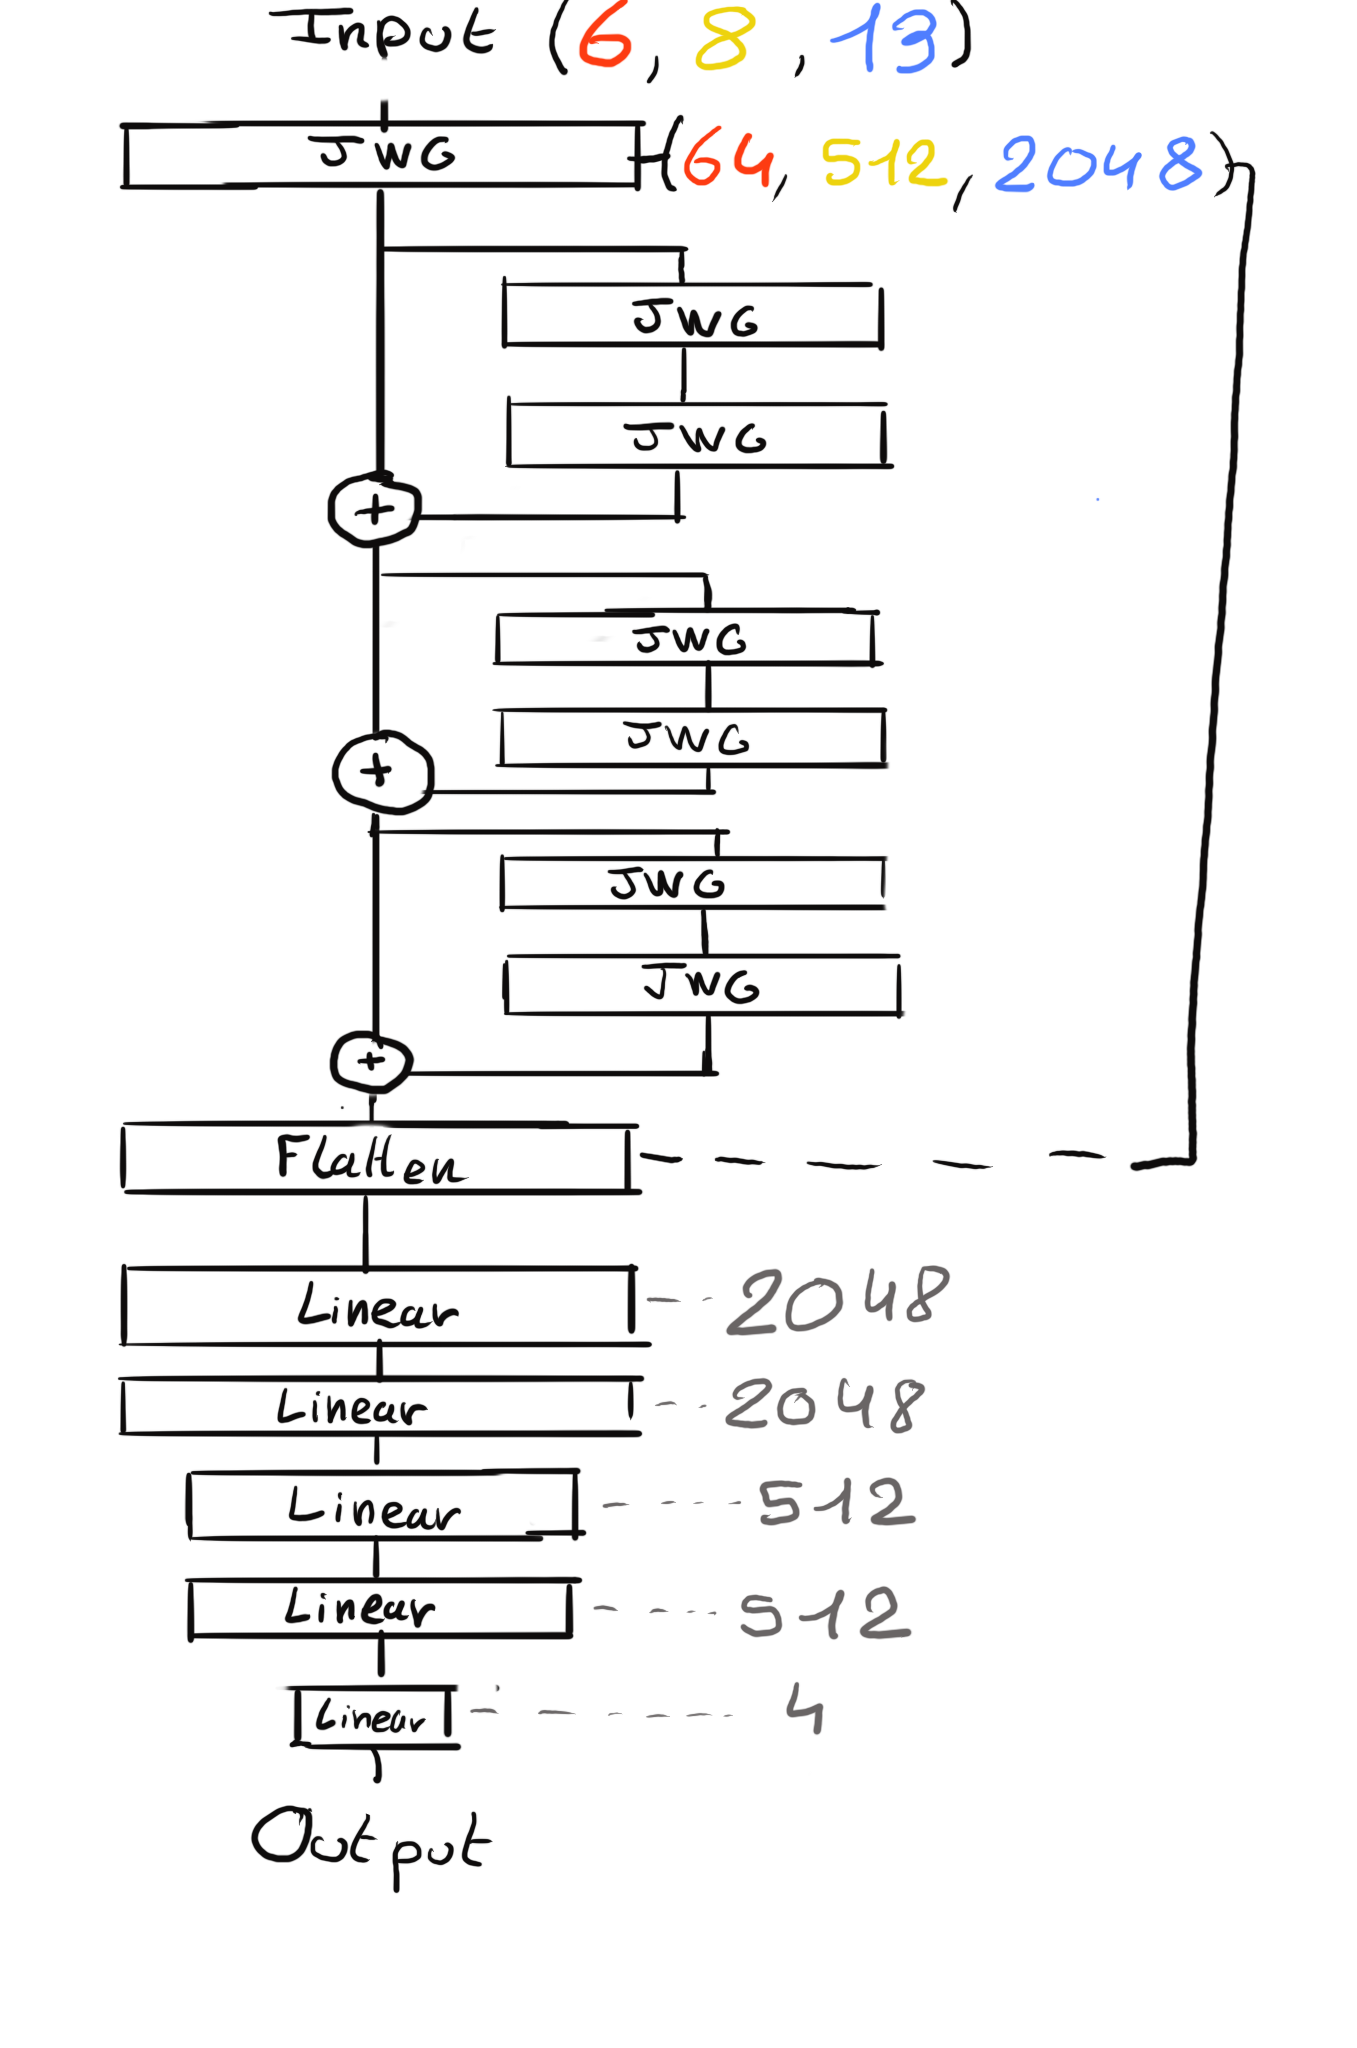 Input (6, 8, 13)
JWG (64, 512, 2048)
JWG
JWG
+
JWG
JWG
+
JWG
JWG
+
Flatten
Linear 2048
Linear 2048
Linear 512
Linear 512
Linear 4
Output